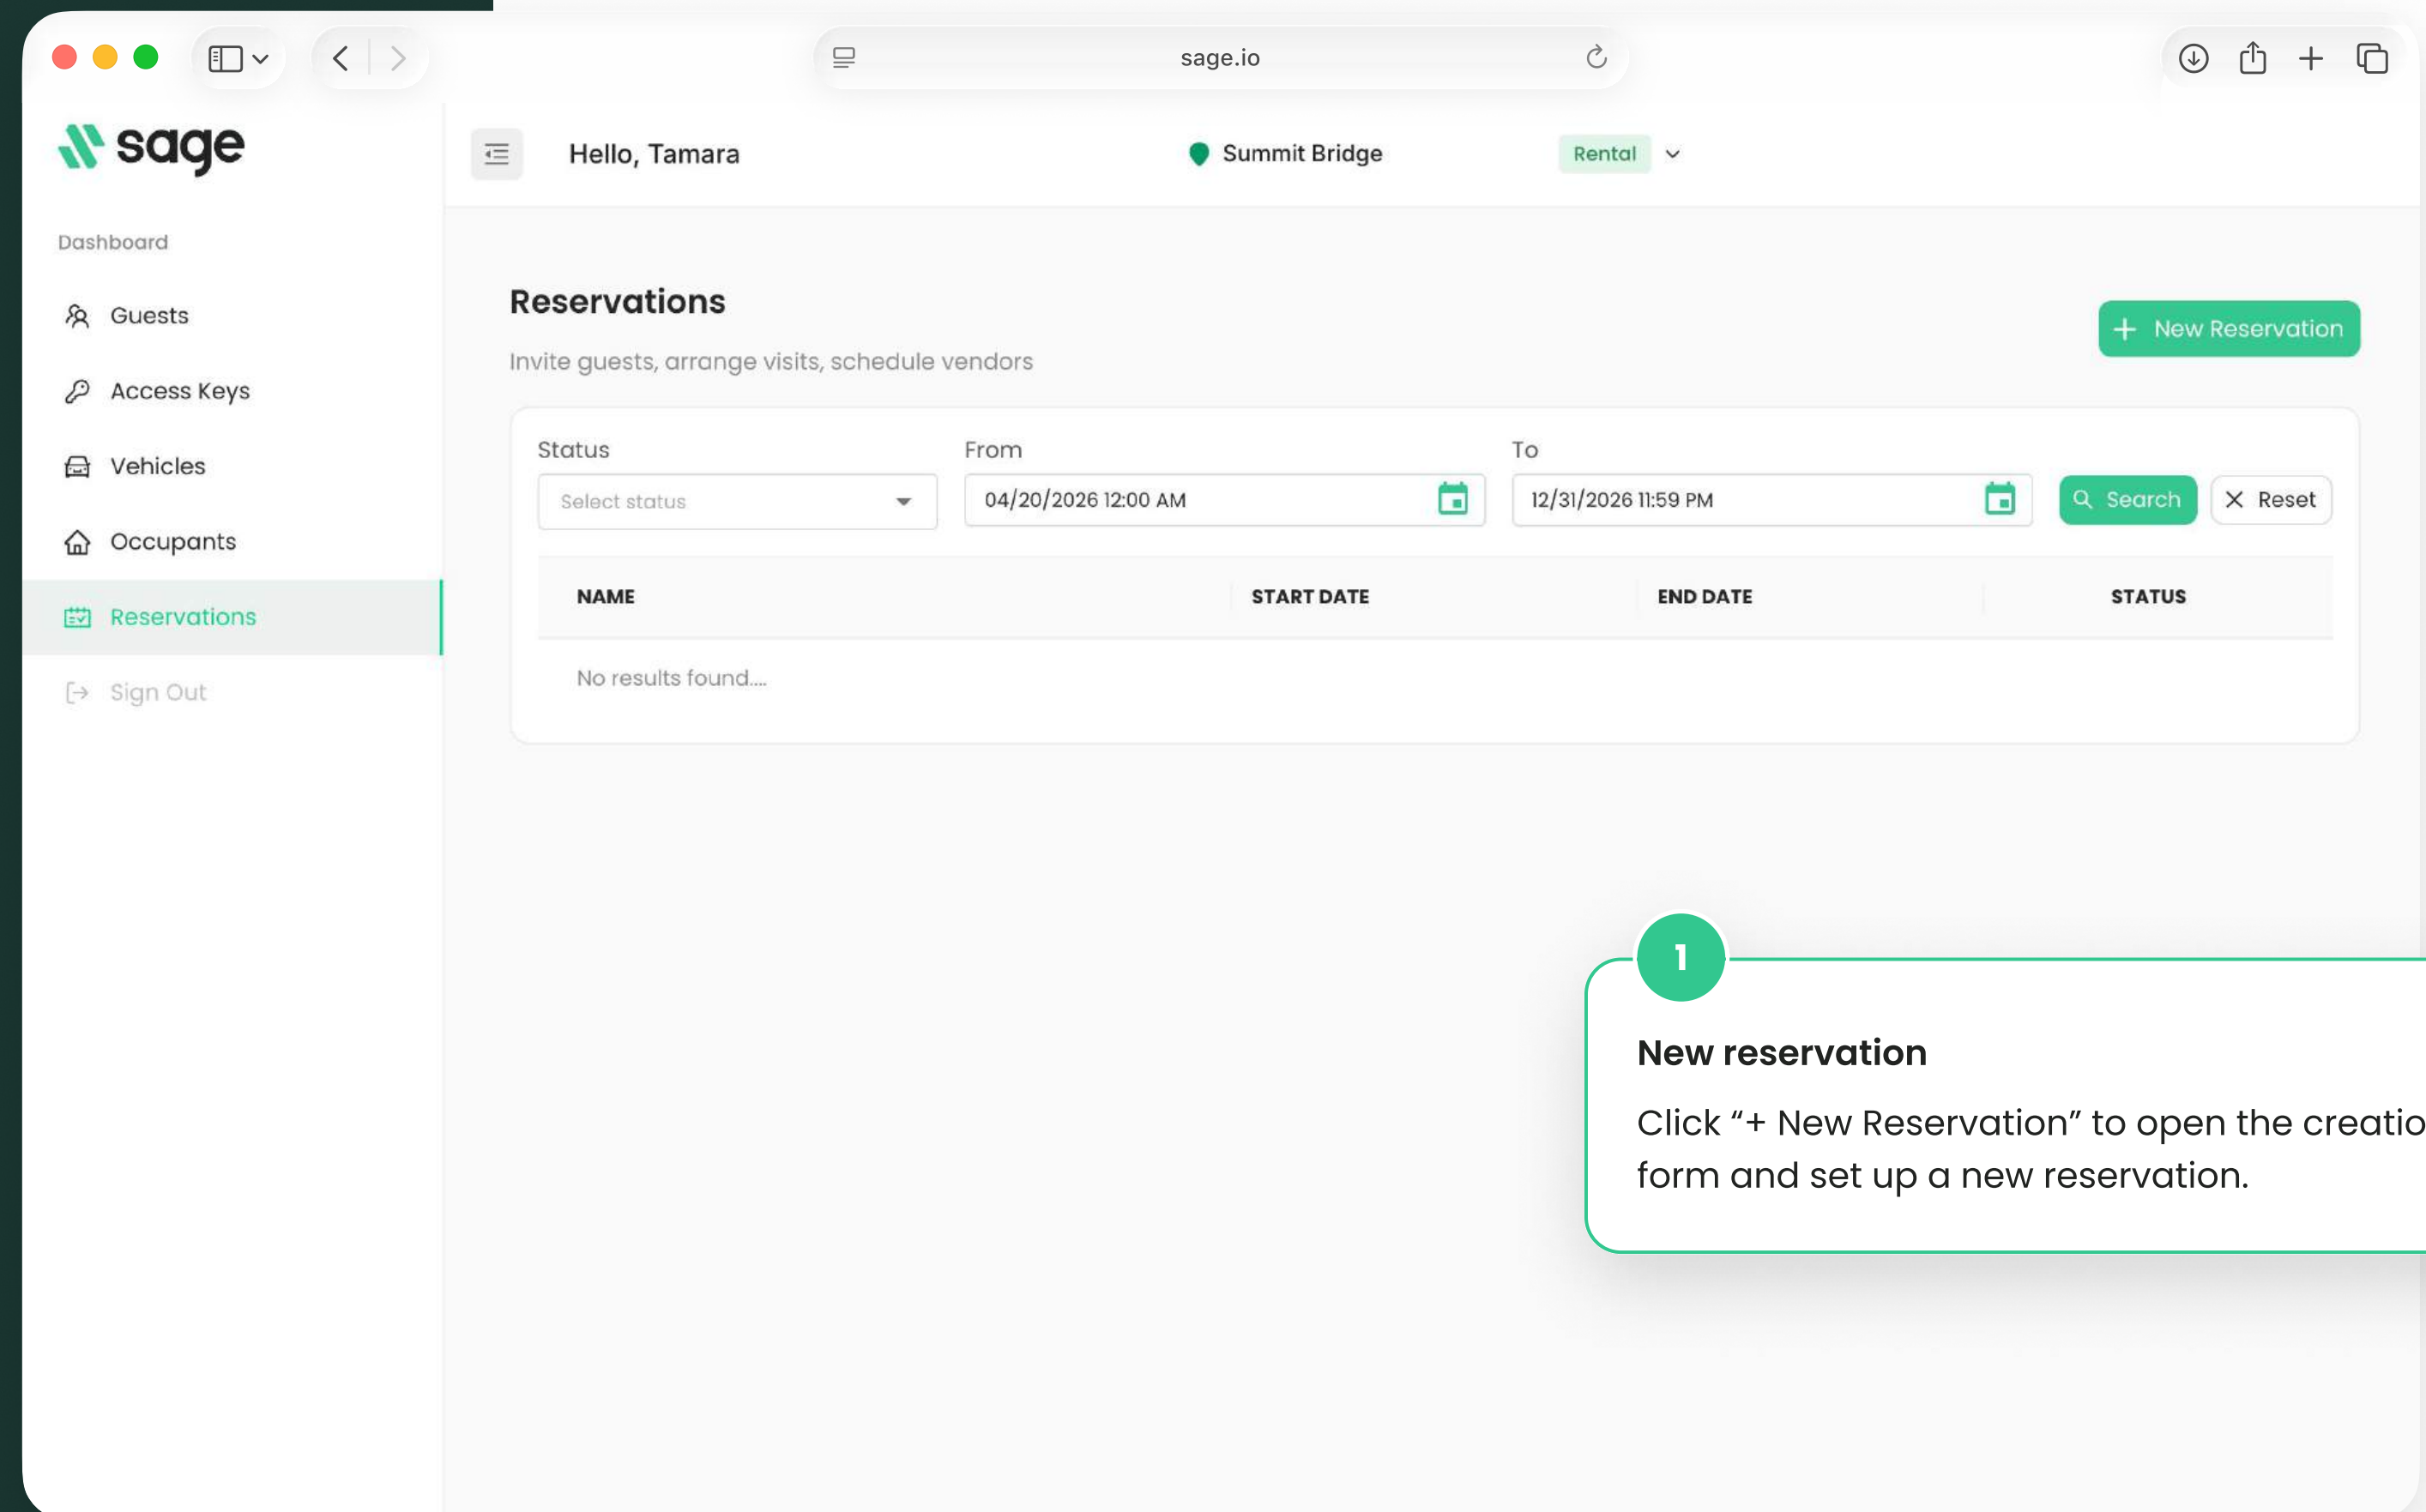 sage.io
sage
Hello, Tamara
Summit Bridge
Rental
Dashboard
Guests
Access Keys
Vehicles
Occupants
Reservations
Sign Out
Reservations
Invite guests, arrange visits, schedule vendors
+ New Reservation
Status
From
To
Select status
04/20/2026 12:00 AM
12/31/2026 11:59 PM
Search
Reset
NAME
START DATE
END DATE
STATUS
No results found....
1
New reservation
Click “+ New Reservation” to open the creatio
form and set up a new reservation.